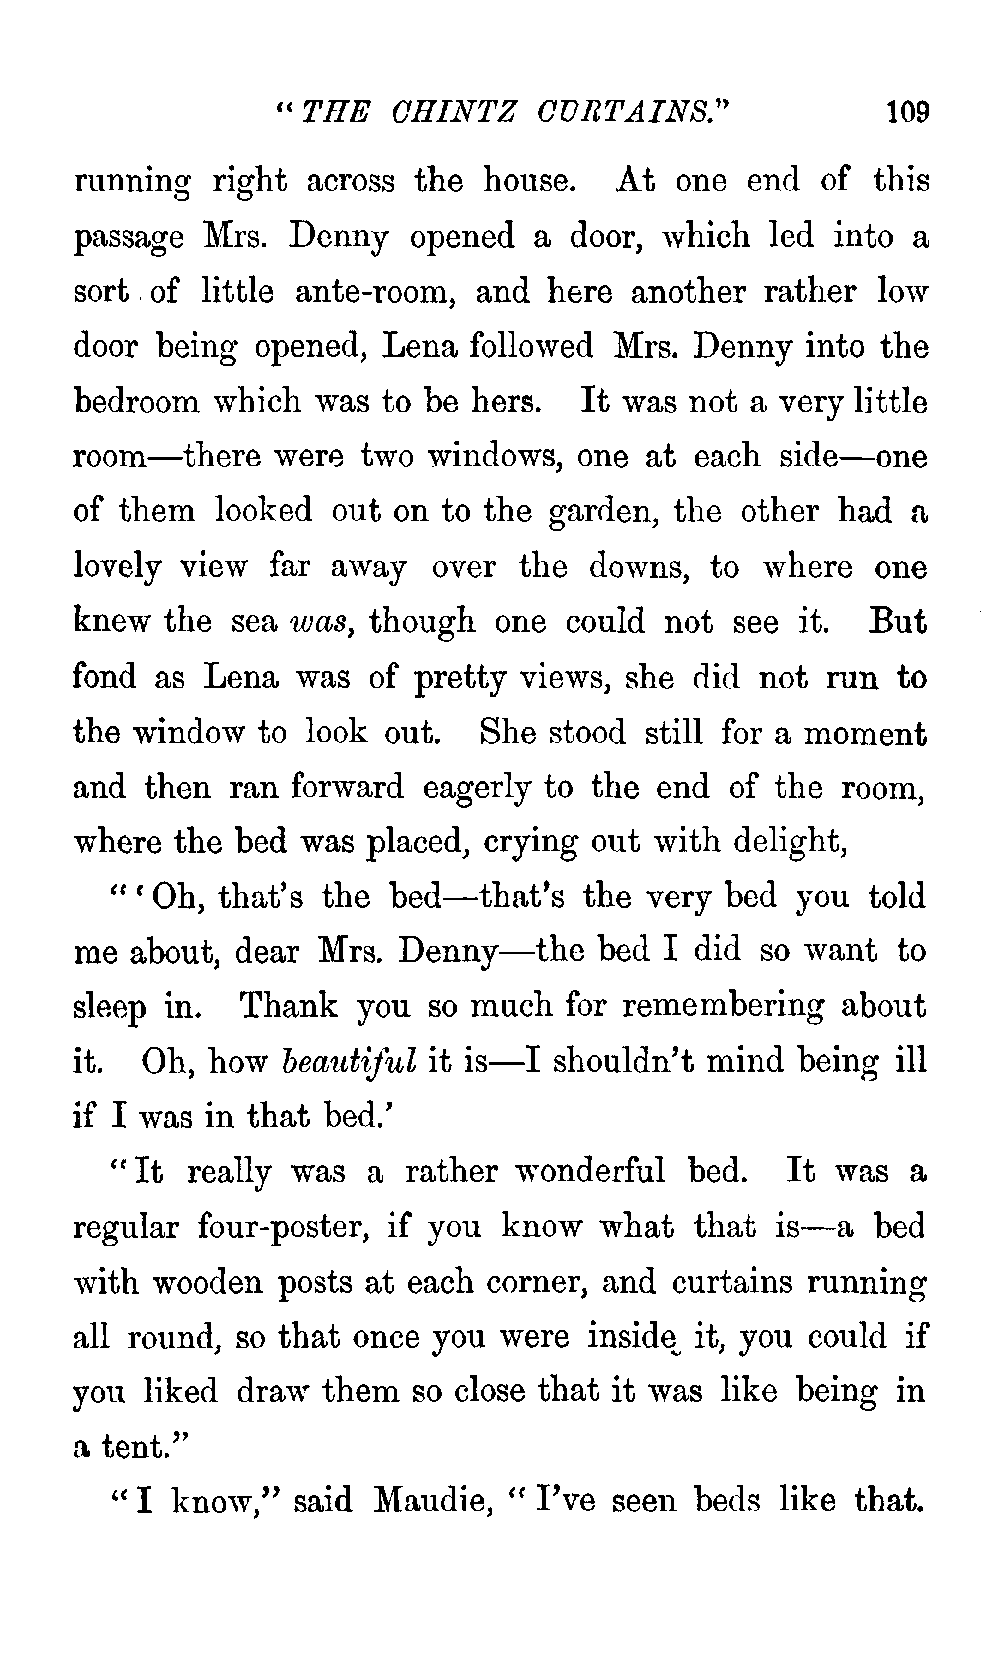 "THE CHINTZ CURTAINS." 109
running right across the house. At one end of this
passage Mrs. Denny opened a door, which led into a
sort of little ante-room, and here another rather low
door being opened, Lena followed Mrs. Denny into the
bedroom which was to be hers. It was not a very little
room—there were two windows, one at each side—one
of them looked out on to the garden, the other had a
lovely view far away over the downs, to where one
knew the sea was, though one could not see it. But
fond as Lena was of pretty views, she did not run to
the window to look out. She stood still for a moment
and then ran forward eagerly to the end of the room,
where the bed was placed, crying out with delight,
"'Oh, that's the bed—that's the very bed you told
me about, dear Mrs. Denny—the bed I did so want to
sleep in. Thank you so much for remembering about
it. Oh, how beautiful it is—I shouldn't mind being ill
if I was in that bed.'
"It really was a rather wonderful bed. It was a
regular four-poster, if you know what that is—a bed
with wooden posts at each corner, and curtains running
all round, so that once you were inside it, you could if
you liked draw them so close that it was like being in
a tent."
"I know," said Maudie, "I've seen beds like that.